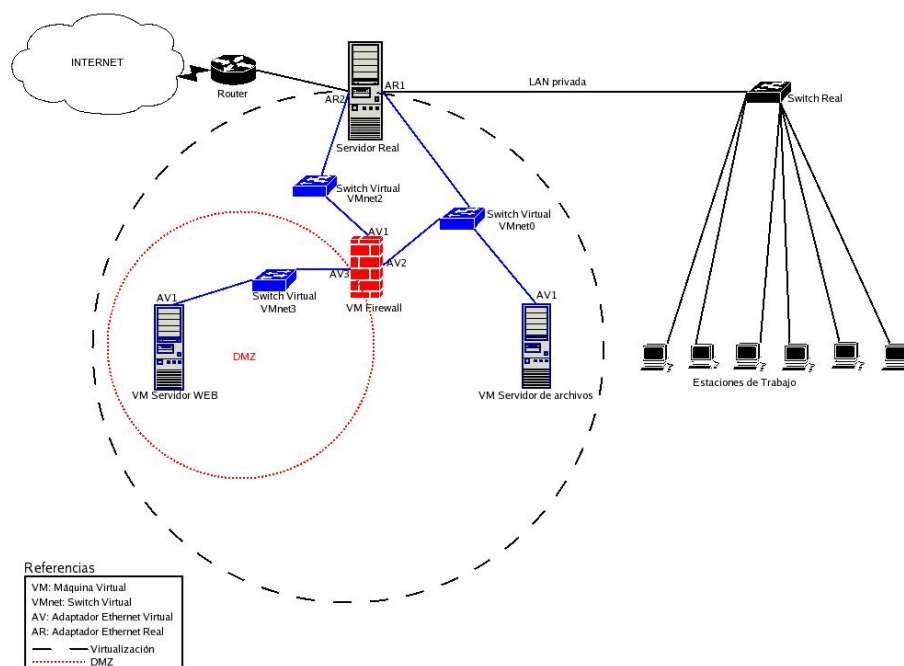 INTERNET
Router
AR2
AR1
Servidor Real
LAN privada
Switch Real
Switch Virtual
VMnet2
Switch Virtual
VMnet0
AV1
AV2
AV3
VM Firewall
Switch Virtual
VMnet3
AV1
DMZ
VM Servidor WEB
AV1
VM Servidor de archivos
Estaciones de Trabajo
Referencias
VM: Máquina Virtual
VMnet: Switch Virtual
AV: Adaptador Ethernet Virtual
AR: Adaptador Ethernet Real
Virtualización
DMZ